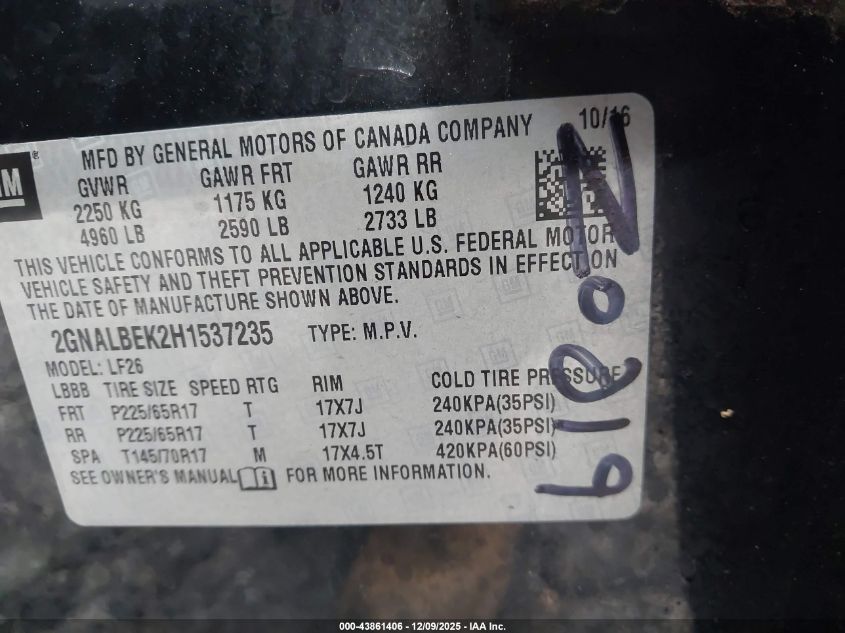 GM ®
MFD BY GENERAL MOTORS OF CANADA COMPANY 10/16
GVWR GAWR FRT GAWR RR
2250 KG 1175 KG 1240 KG
4960 LB 2590 LB 2733 LB
THIS VEHICLE CONFORMS TO ALL APPLICABLE U.S. FEDERAL MOTOR
VEHICLE SAFETY AND THEFT PREVENTION STANDARDS IN EFFECT ON
THE DATE OF MANUFACTURE SHOWN ABOVE.
2GNALBEK2H1537235 TYPE: M.P.V.
MODEL: LF26
LBBB TIRE SIZE SPEED RTG RIM COLD TIRE PRESSURE
FRT P225/65R17 T 17X7J 240KPA(35PSI)
RR P225/65R17 T 17X7J 240KPA(35PSI)
SPA T145/70R17 M 17X4.5T 420KPA(60PSI)
SEE OWNER'S MANUAL i FOR MORE INFORMATION.
000-43861406 - 12/09/2025 - IAA Inc.